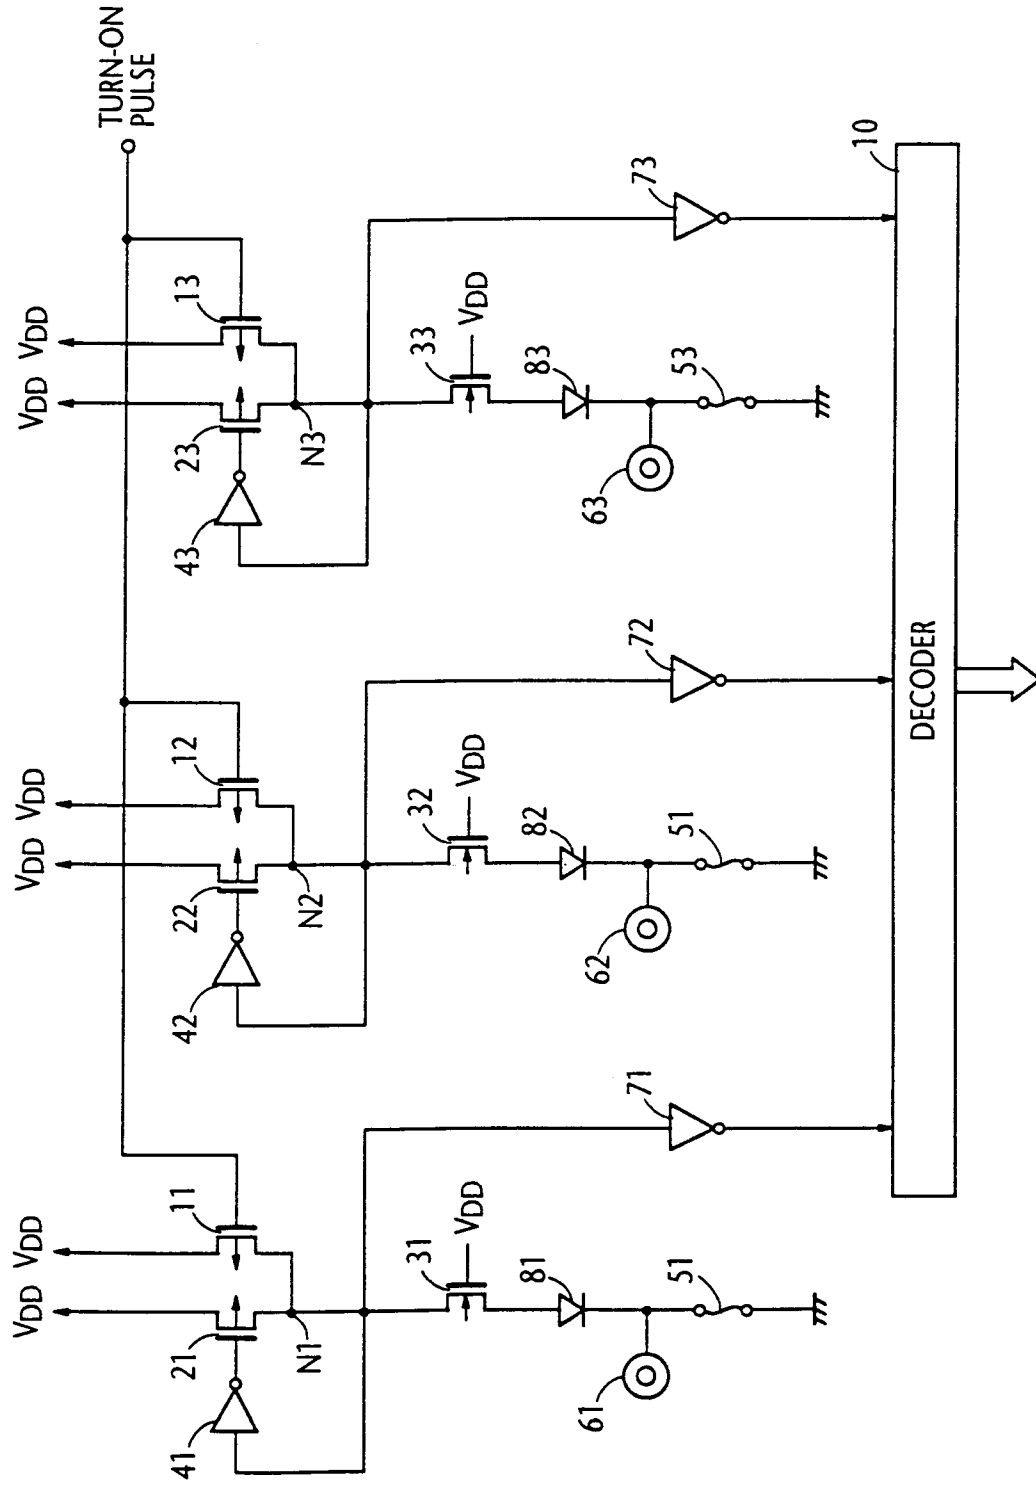 TURN-ON
PULSE
VDD VDD
VDD VDD
VDD VDD
21
11
22
12
23
13
41
N1
42
N2
43
N3
31
VDD
32
VDD
33
VDD
81
82
83
61
51
62
51
63
53
71
72
73
10
DECODER